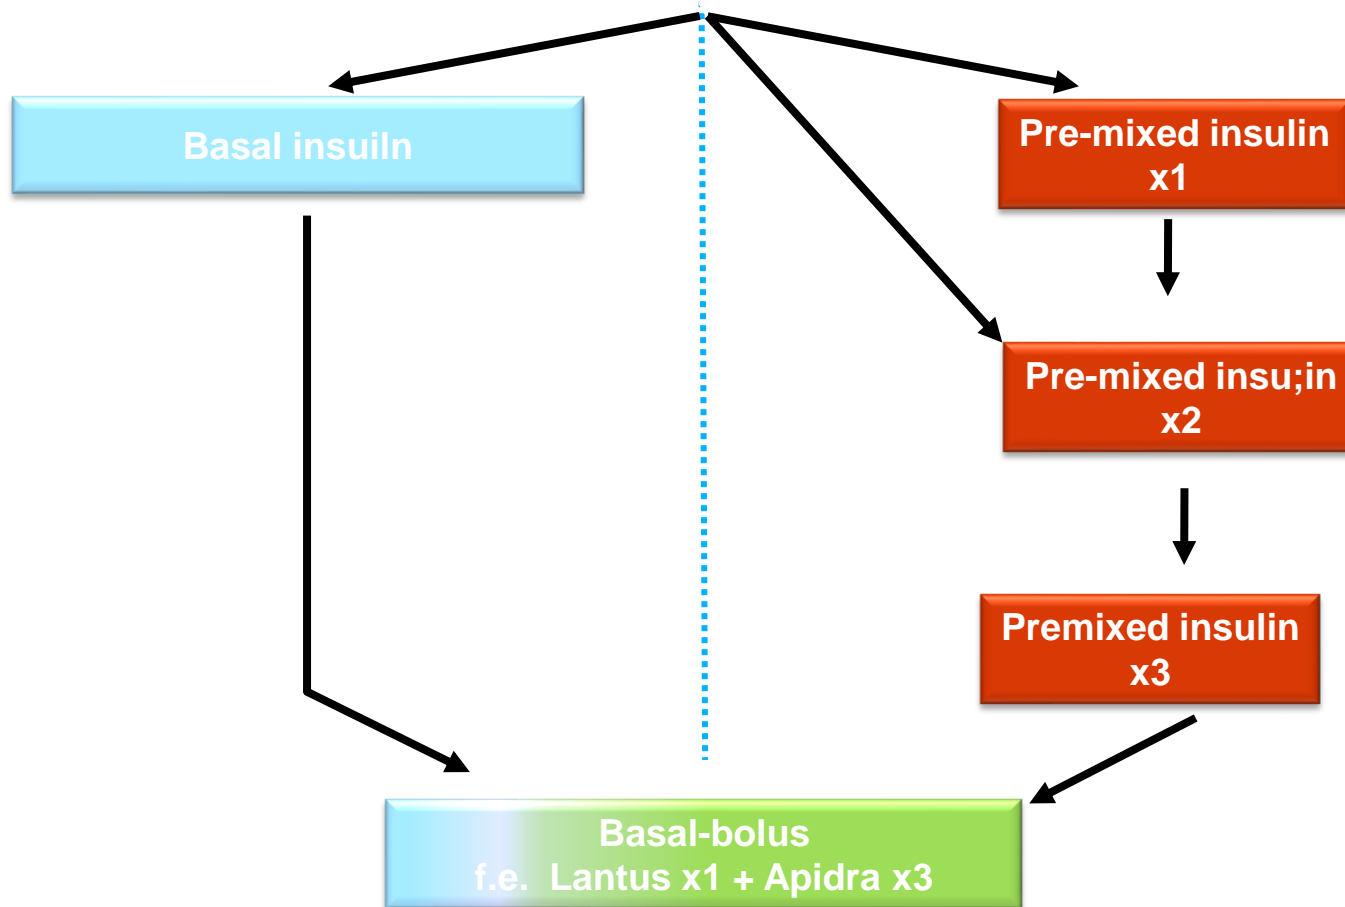 Basal insuiln
Pre-mixed insulin
x1
Pre-mixed insu;in
x2
Premixed insulin
x3
Basal-bolus
f.e. Lantus x1 + Apidra x3